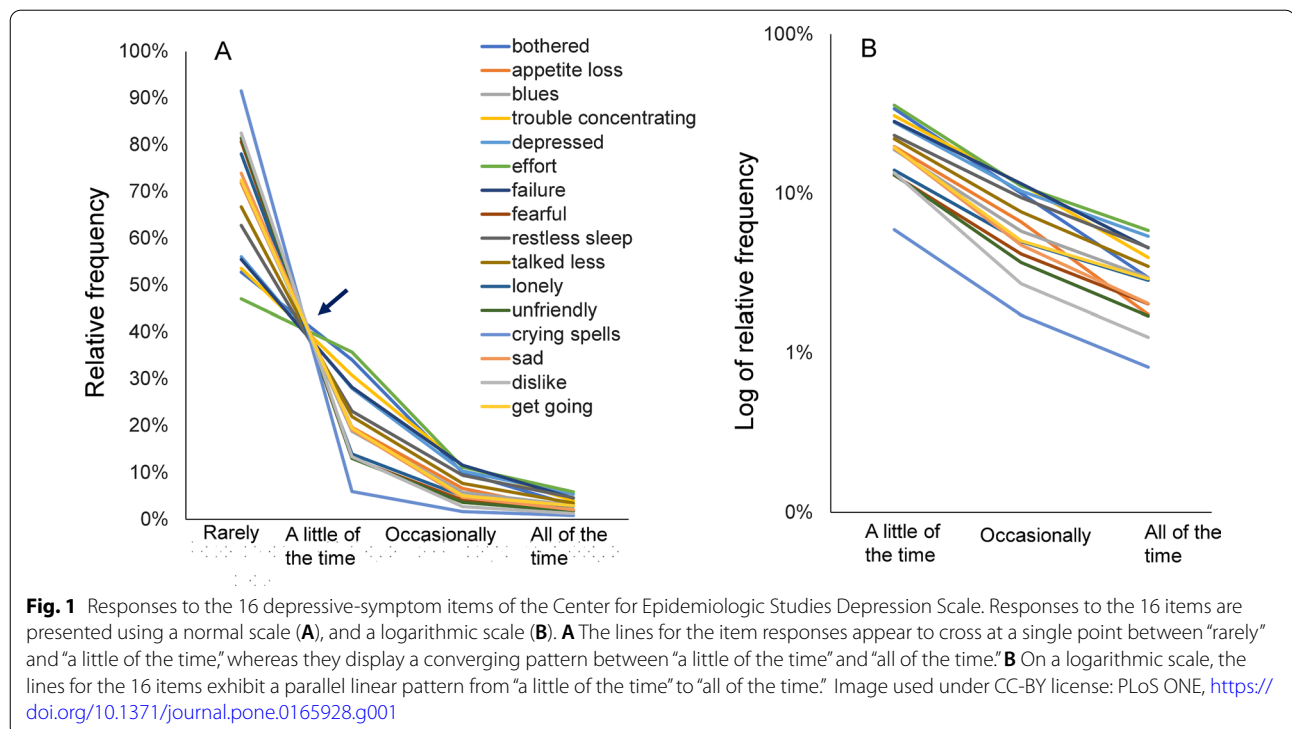 A
100%
90%
80%
70%
60%
50%
40%
30%
20%
10%
0%
Relative frequency
Rarely
A little of
the time
Occasionally
All of the
time
bothered
appetite loss
blues
trouble concentrating
depressed
effort
failure
fearful
restless sleep
talked less
lonely
unfriendly
crying spells
sad
dislike
get going
B
100%
10%
1%
0%
Log of relative frequency
A little of
the time
Occasionally
All of the
time
Fig. 1 Responses to the 16 depressive-symptom items of the Center for Epidemiologic Studies Depression Scale. Responses to the 16 items are
presented using a normal scale (A), and a logarithmic scale (B). A The lines for the item responses appear to cross at a single point between “rarely”
and “a little of the time,” whereas they display a converging pattern between “a little of the time” and “all of the time.” B On a logarithmic scale, the
lines for the 16 items exhibit a parallel linear pattern from “a little of the time” to “all of the time.” Image used under CC-BY license: PLoS ONE, https://
doi.org/10.1371/journal.pone.0165928.g001